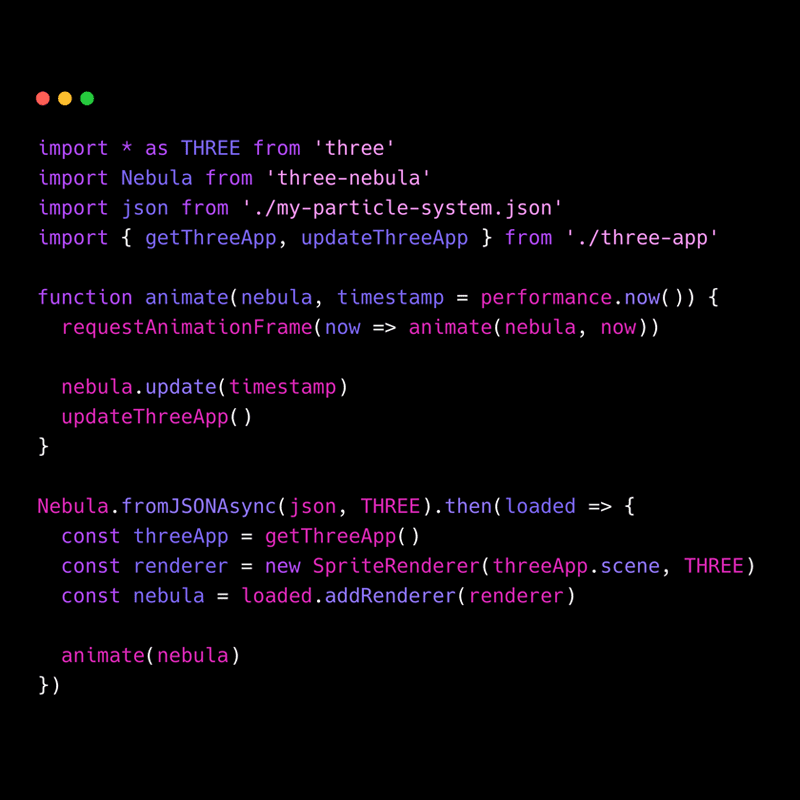 import * as THREE from 'three'
import Nebula from 'three-nebula'
import json from './my-particle-system.json'
import { getThreeApp, updateThreeApp } from './three-app'

function animate(nebula, timestamp = performance.now()) {
  requestAnimationFrame(now => animate(nebula, now))

  nebula.update(timestamp)
  updateThreeApp()
}

Nebula.fromJSONAsync(json, THREE).then(loaded => {
  const threeApp = getThreeApp()
  const renderer = new SpriteRenderer(threeApp.scene, THREE)
  const nebula = loaded.addRenderer(renderer)

  animate(nebula)
})